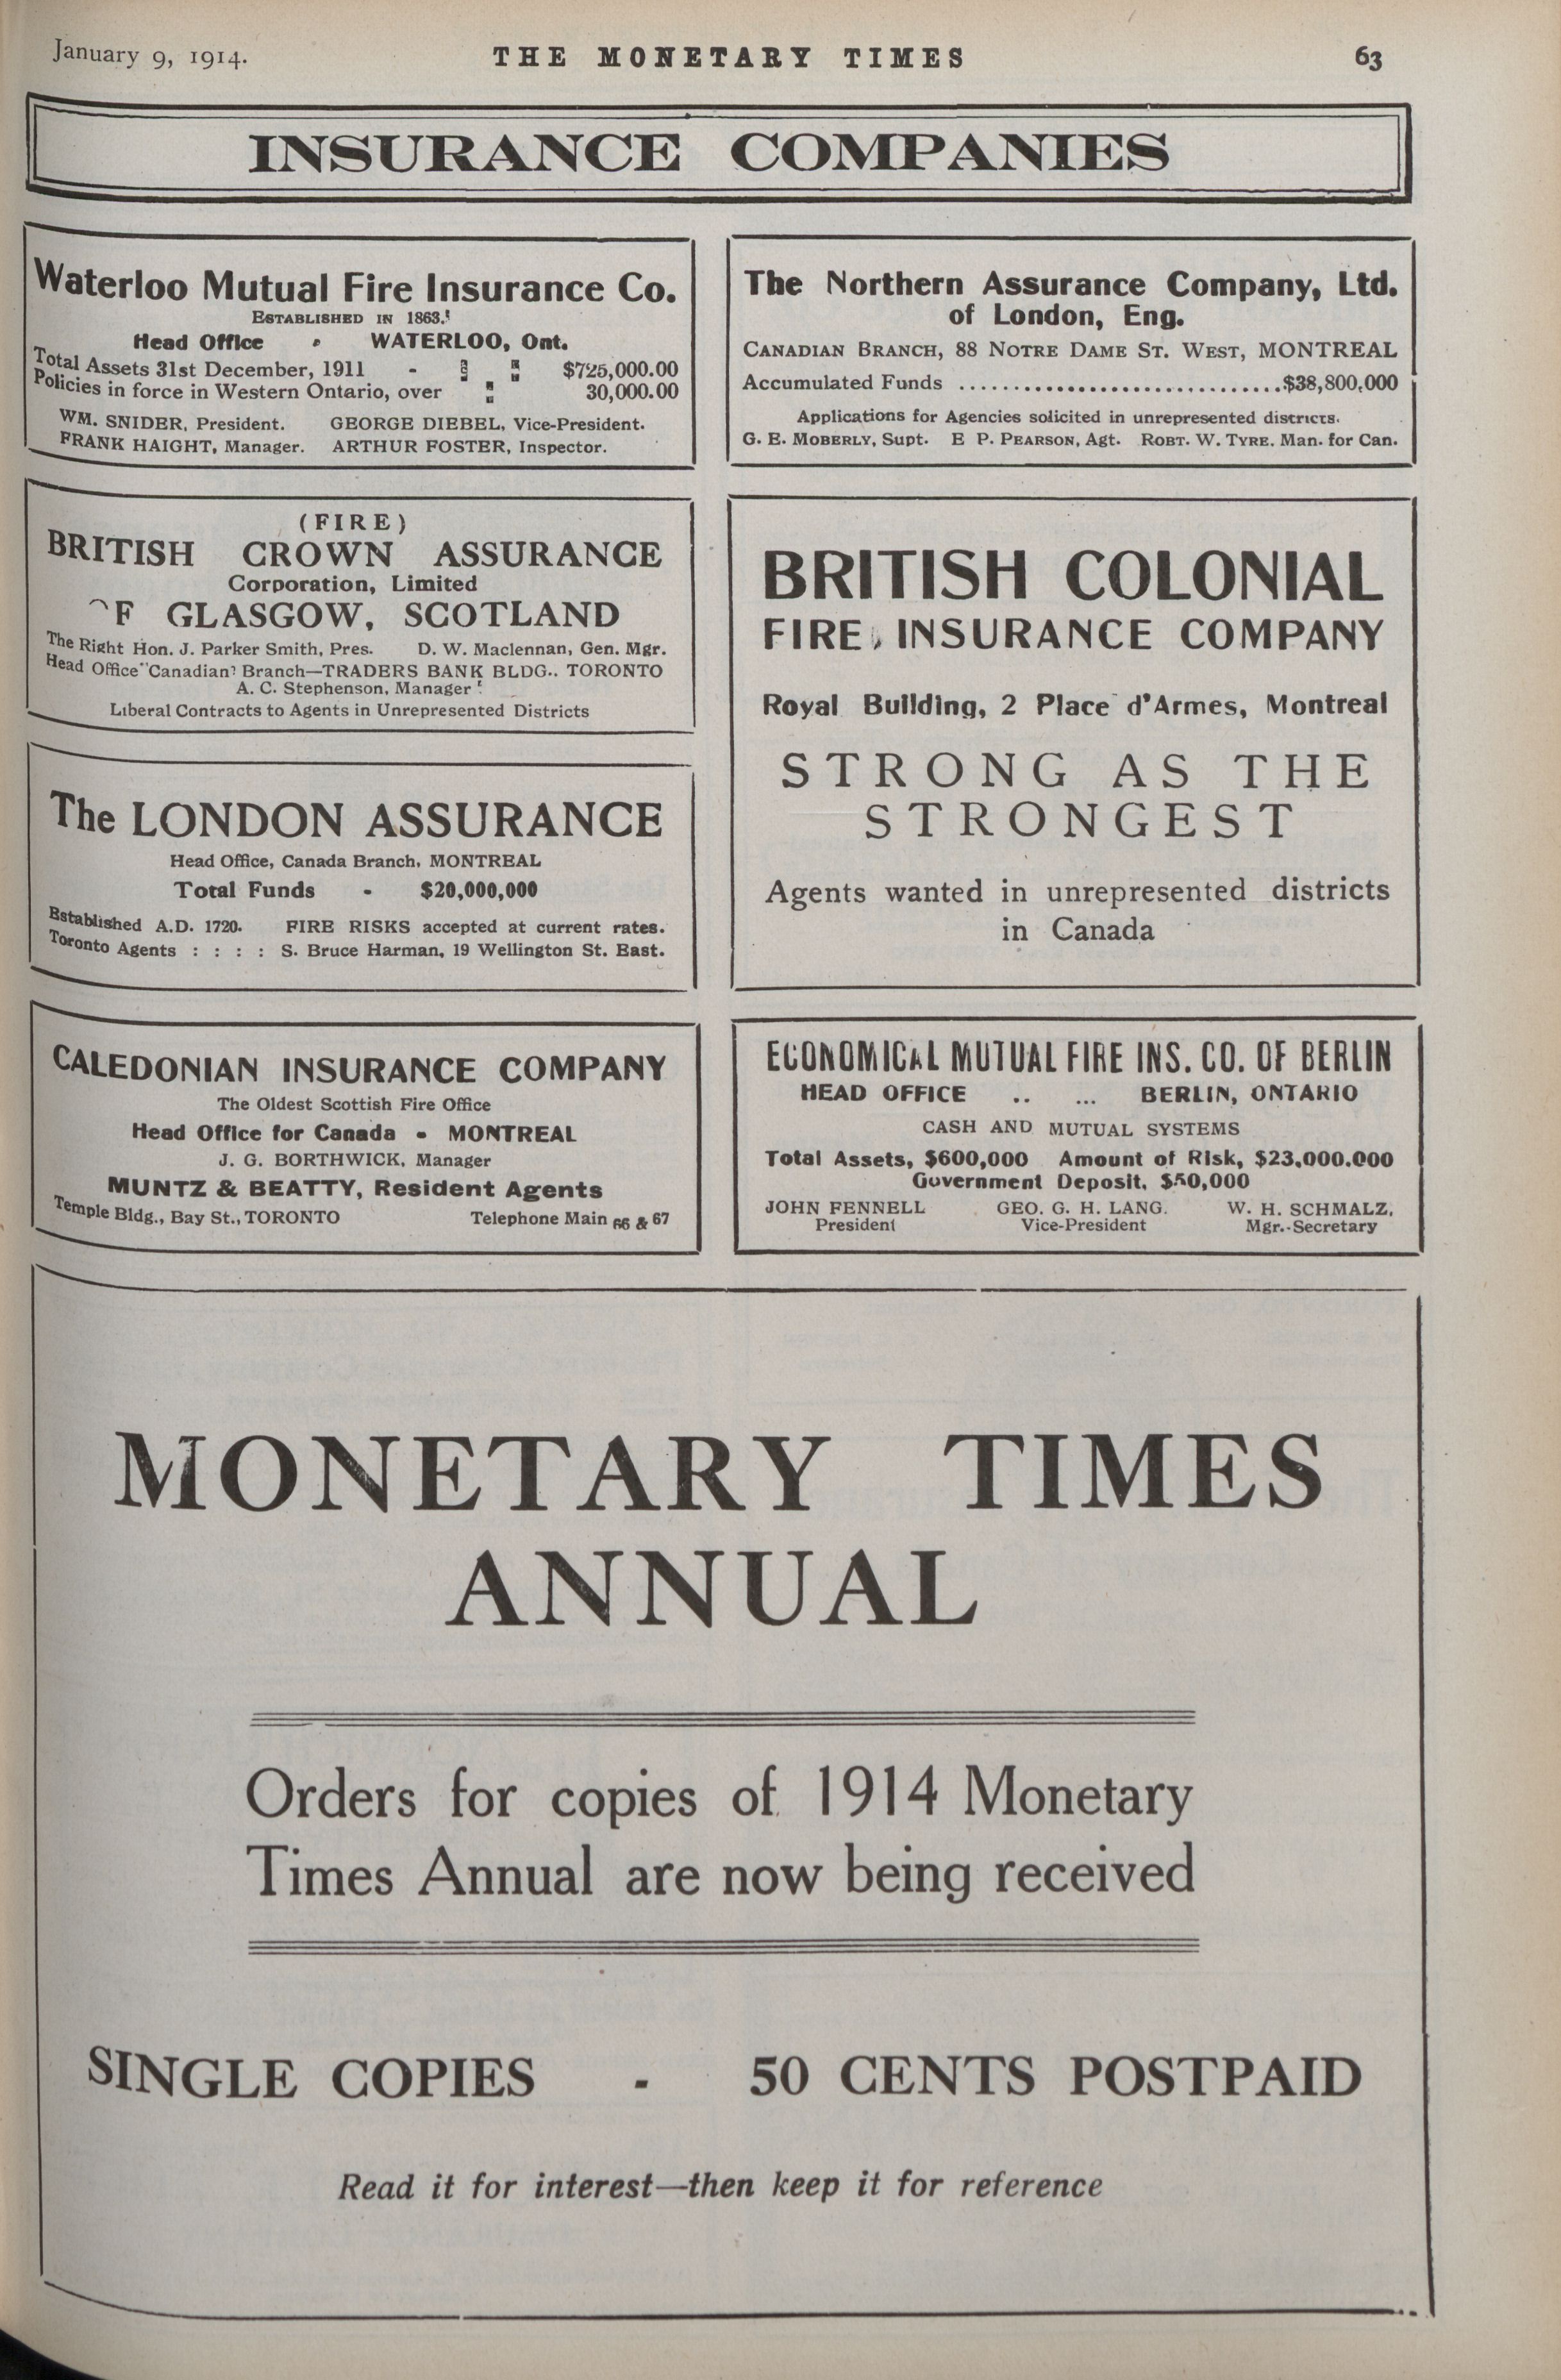 January 9, 1914.
THE MONETARY TIMES
63
INSURANCE COMPANIES
Waterloo Mutual Fire Insurance Co.
ESTABLISHED IN 1863.
Head Office - WATERLOO, Ont.
Total Assets 31st December, 1911 - : : $725,000.00
Policies in force in Western Ontario, over : 30,000.00
WM. SNIDER, President. GEORGE DIEBEL, Vice-President.
FRANK HAIGHT, Manager. ARTHUR FOSTER, Inspector.
The Northern Assurance Company, Ltd.
of London, Eng.
CANADIAN BRANCH, 88 NOTRE DAME ST. WEST, MONTREAL
Accumulated Funds ..............................$38,800,000
Applications for Agencies solicited in unrepresented districts.
G. E. MOBERLY, Supt. E P. PEARSON, Agt. ROBT. W. TYRE. Man. for Can.
(FIRE)
BRITISH CROWN ASSURANCE
Corporation, Limited
OF GLASGOW, SCOTLAND
The Right Hon. J. Parker Smith, Pres. D. W. Maclennan, Gen. Mgr.
Head Office Canadian Branch—TRADERS BANK BLDG., TORONTO
A. C. Stephenson, Manager
Liberal Contracts to Agents in Unrepresented Districts
BRITISH COLONIAL
FIRE INSURANCE COMPANY
Royal Building, 2 Place d'Armes, Montreal
STRONG AS THE
STRONGEST
Agents wanted in unrepresented districts
in Canada
The LONDON ASSURANCE
Head Office, Canada Branch, MONTREAL
Total Funds - $20,000,000
Established A.D. 1720. FIRE RISKS accepted at current rates.
Toronto Agents : : : : S. Bruce Harman, 19 Wellington St. East.
CALEDONIAN INSURANCE COMPANY
The Oldest Scottish Fire Office
Head Office for Canada - MONTREAL
J. G. BORTHWICK, Manager
MUNTZ & BEATTY, Resident Agents
Temple Bldg., Bay St., TORONTO Telephone Main 66 & 67
ECONOMICAL MUTUAL FIRE INS. CO. OF BERLIN
HEAD OFFICE .. ... BERLIN, ONTARIO
CASH AND MUTUAL SYSTEMS
Total Assets, $600,000 Amount of Risk, $23,000,000
Government Deposit, $50,000
JOHN FENNELL GEO. G. H. LANG. W. H. SCHMALZ,
President Vice-President Mgr.-Secretary
MONETARY TIMES
ANNUAL
Orders for copies of 1914 Monetary
Times Annual are now being received
SINGLE COPIES - 50 CENTS POSTPAID
Read it for interest—then keep it for reference